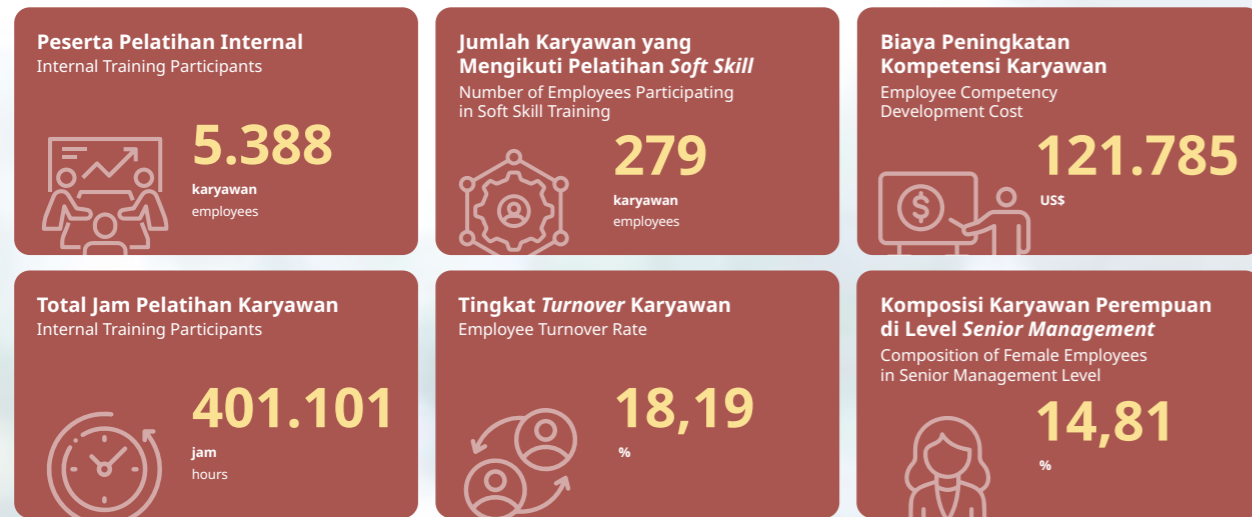 Peserta Pelatihan Internal
Internal Training Participants
5.388
karyawan
employees
Jumlah Karyawan yang
Mengikuti Pelatihan Soft Skill
Number of Employees Participating
in Soft Skill Training
279
karyawan
employees
Biaya Peningkatan
Kompetensi Karyawan
Employee Competency
Development Cost
121.785
US$
Total Jam Pelatihan Karyawan
Internal Training Participants
401.101
jam
hours
Tingkat Turnover Karyawan
Employee Turnover Rate
18,19
%
Komposisi Karyawan Perempuan
di Level Senior Management
Composition of Female Employees
in Senior Management Level
14,81
%